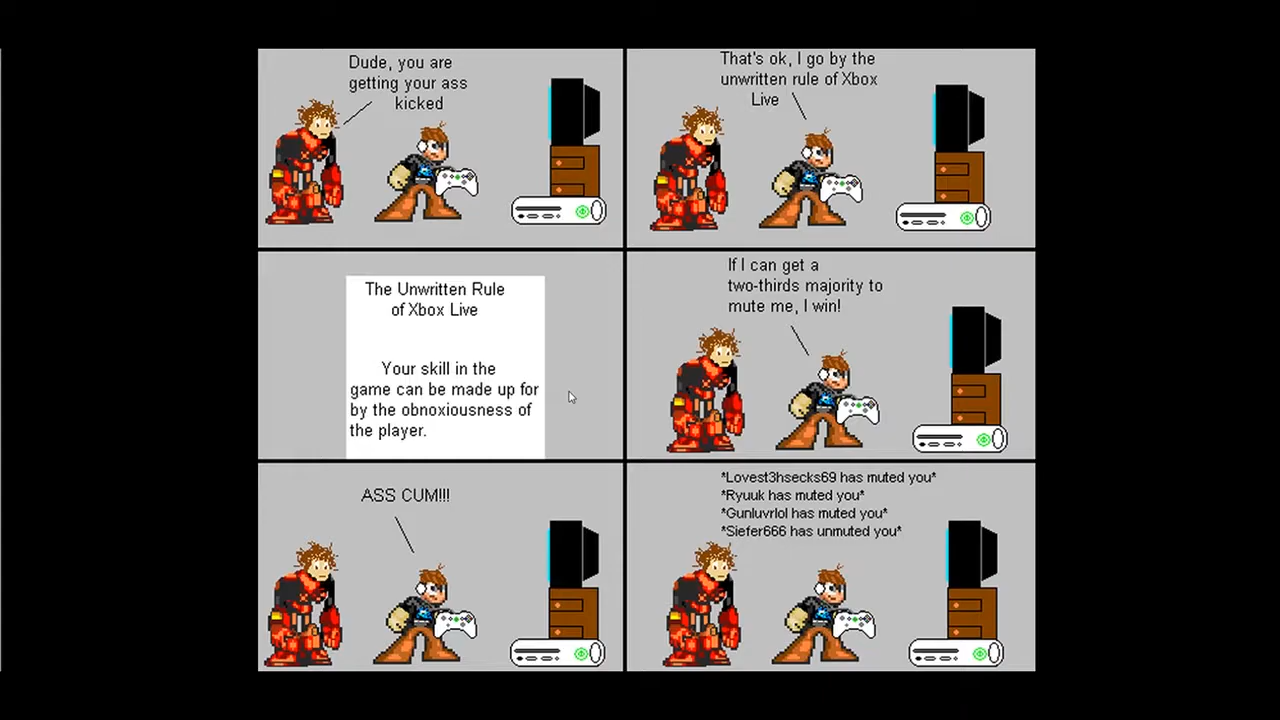 Dude, you are
getting your ass
kicked
That's ok, I go by the
unwritten rule of Xbox
Live
The Unwritten Rule
of Xbox Live
Your skill in the
game can be made up for
by the obnoxiousness of
the player.
If I can get a
two-thirds majority to
mute me, I win!
ASS CUM!!!
*Lovest3hsecks69 has muted you*
*Ryuuk has muted you*
*Gunluvrlol has muted you*
*Siefer666 has unmuted you*